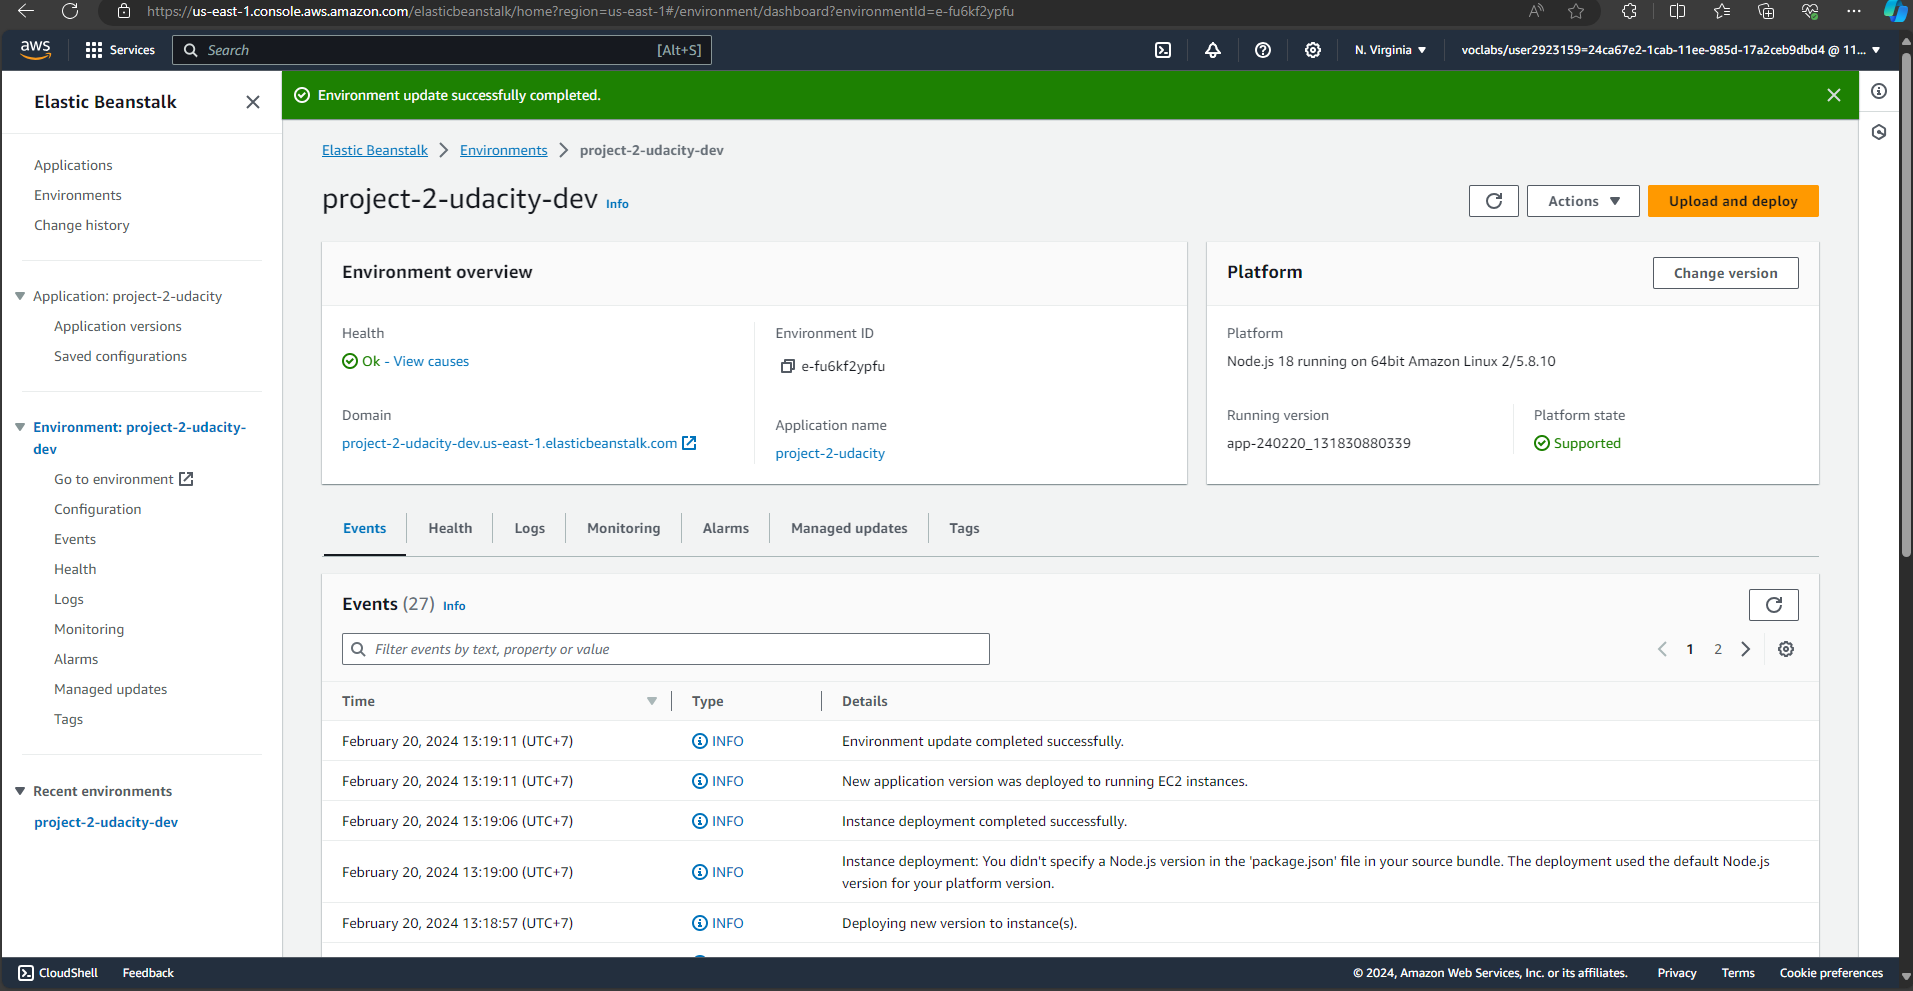 https://us-east-1.console.aws.amazon.com/elasticbeanstalk/home?region=us-east-1#/environment/dashboard?environmentId=e-fu6kf2ypfu
aws
Services
Search [Alt+S]
N. Virginia
voclabs/user2923159=24ca67e2-1cab-11ee-985d-17a2ceb9dbd4 @ 11...
Elastic Beanstalk
Applications
Environments
Change history
Application: project-2-udacity
Application versions
Saved configurations
Environment: project-2-udacity-
dev
Go to environment
Configuration
Events
Health
Logs
Monitoring
Alarms
Managed updates
Tags
Recent environments
project-2-udacity-dev
Environment update successfully completed.
Elastic Beanstalk > Environments > project-2-udacity-dev
project-2-udacity-dev Info
Actions
Upload and deploy
Environment overview
Health
Ok - View causes
Domain
project-2-udacity-dev.us-east-1.elasticbeanstalk.com
Environment ID
e-fu6kf2ypfu
Application name
project-2-udacity
Platform
Change version
Platform
Node.js 18 running on 64bit Amazon Linux 2/5.8.10
Running version
app-240220_131830880339
Platform state
Supported
Events Health Logs Monitoring Alarms Managed updates Tags
Events (27) Info
Filter events by text, property or value
1 2
Time Type Details
February 20, 2024 13:19:11 (UTC+7) INFO Environment update completed successfully.
February 20, 2024 13:19:11 (UTC+7) INFO New application version was deployed to running EC2 instances.
February 20, 2024 13:19:06 (UTC+7) INFO Instance deployment completed successfully.
February 20, 2024 13:19:00 (UTC+7) INFO Instance deployment: You didn't specify a Node.js version in the 'package.json' file in your source bundle. The deployment used the default Node.js
version for your platform version.
February 20, 2024 13:18:57 (UTC+7) INFO Deploying new version to instance(s).
CloudShell Feedback
© 2024, Amazon Web Services, Inc. or its affiliates. Privacy Terms Cookie preferences